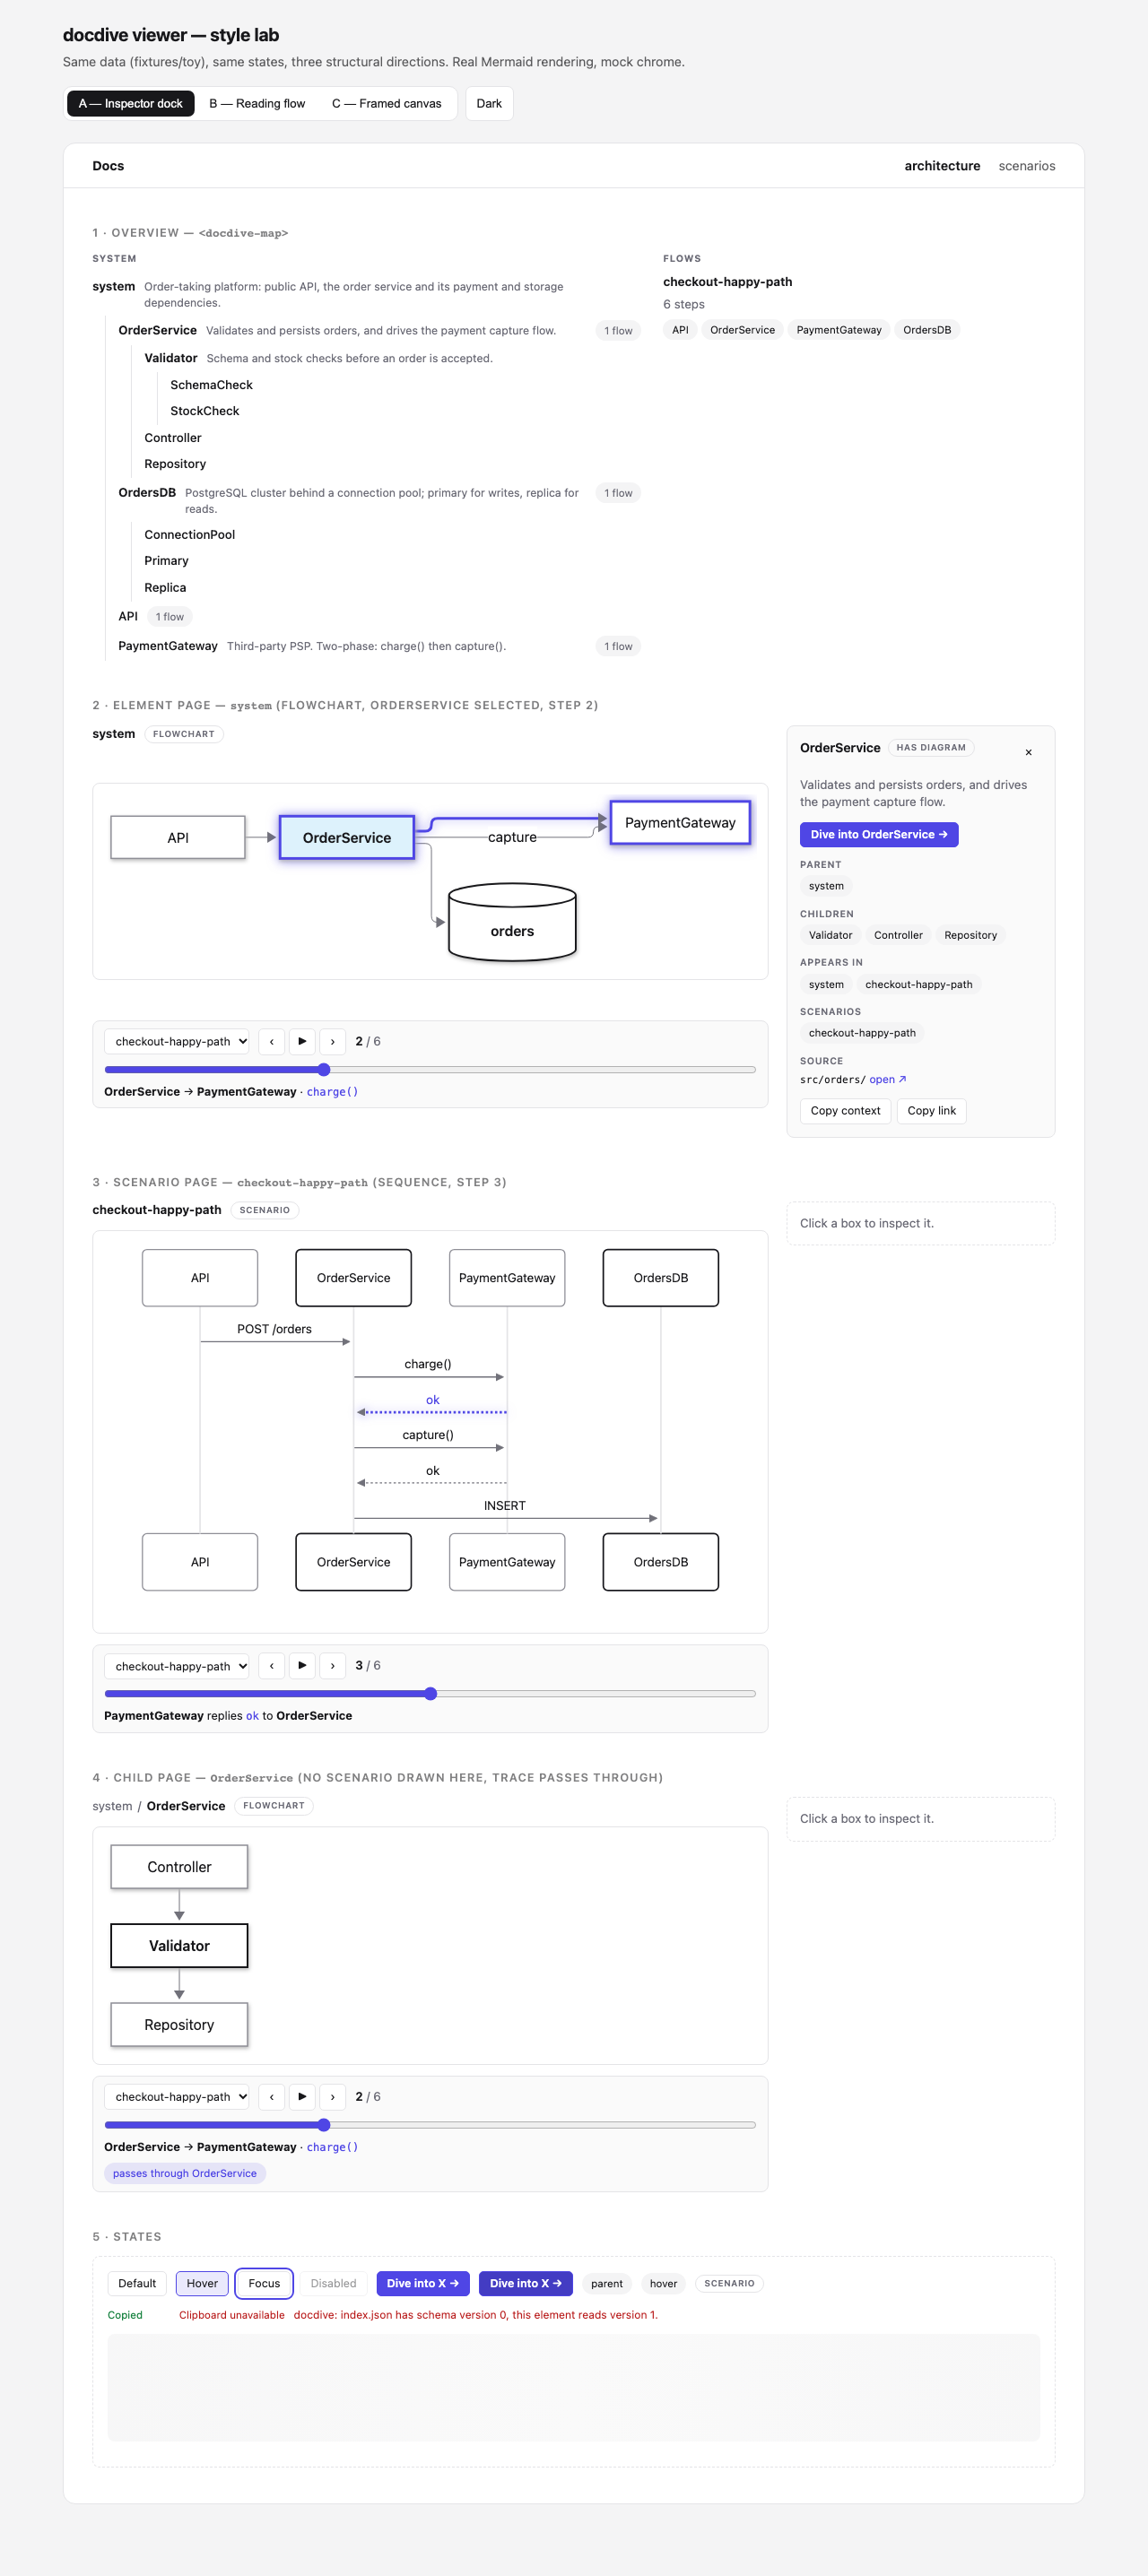 docdive viewer — style lab
Same data (fixtures/toy), same states, three structural directions. Real Mermaid rendering, mock chrome.
A — Inspector dock
B — Reading flow
C — Framed canvas
Dark
Docs
architecture
scenarios
1 · OVERVIEW — <docdive-map>
SYSTEM
system Order-taking platform: public API, the order service and its payment and storage
dependencies.
OrderService Validates and persists orders, and drives the payment capture flow. 1 flow
Validator Schema and stock checks before an order is accepted.
SchemaCheck
StockCheck
Controller
Repository
OrdersDB PostgreSQL cluster behind a connection pool; primary for writes, replica for 1 flow
reads.
ConnectionPool
Primary
Replica
API 1 flow
PaymentGateway Third-party PSP. Two-phase: charge() then capture(). 1 flow
FLOWS
checkout-happy-path
6 steps
API OrderService PaymentGateway OrdersDB
2 · ELEMENT PAGE — system (FLOWCHART, ORDERSERVICE SELECTED, STEP 2)
system FLOWCHART
API
OrderService
capture
PaymentGateway
orders
checkout-happy-path ‹ ▶ › 2 / 6
OrderService → PaymentGateway · charge()
OrderService HAS DIAGRAM ×
Validates and persists orders, and drives
the payment capture flow.
Dive into OrderService →
PARENT
system
CHILDREN
Validator Controller Repository
APPEARS IN
system checkout-happy-path
SCENARIOS
checkout-happy-path
SOURCE
src/orders/ open ↗
Copy context Copy link
3 · SCENARIO PAGE — checkout-happy-path (SEQUENCE, STEP 3)
checkout-happy-path SCENARIO
API OrderService PaymentGateway OrdersDB
POST /orders
charge()
ok
capture()
ok
INSERT
API OrderService PaymentGateway OrdersDB
checkout-happy-path ‹ ▶ › 3 / 6
PaymentGateway replies ok to OrderService
Click a box to inspect it.
4 · CHILD PAGE — OrderService (NO SCENARIO DRAWN HERE, TRACE PASSES THROUGH)
system / OrderService FLOWCHART
Controller
Validator
Repository
checkout-happy-path ‹ ▶ › 2 / 6
OrderService → PaymentGateway · charge()
passes through OrderService
Click a box to inspect it.
5 · STATES
Default Hover Focus Disabled Dive into X → Dive into X → parent hover SCENARIO
Copied Clipboard unavailable docdive: index.json has schema version 0, this element reads version 1.